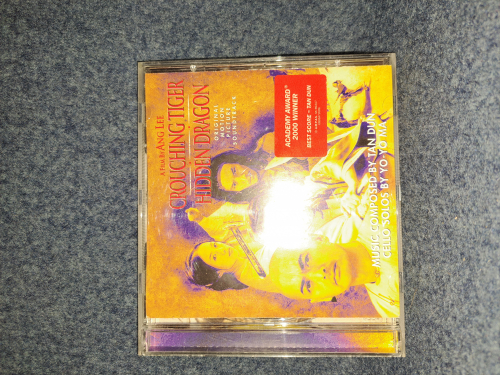 A FILM BY ANG LEE
CROUCHING TIGER
HIDDEN DRAGON
ORIGINAL
MOTION
PICTURE
SOUNDTRACK
ACADEMY AWARD®
2000 WINNER
BEST SCORE - TAN DUN
MUSIC COMPOSED BY TAN DUN
CELLO SOLOS BY YO-YO MA